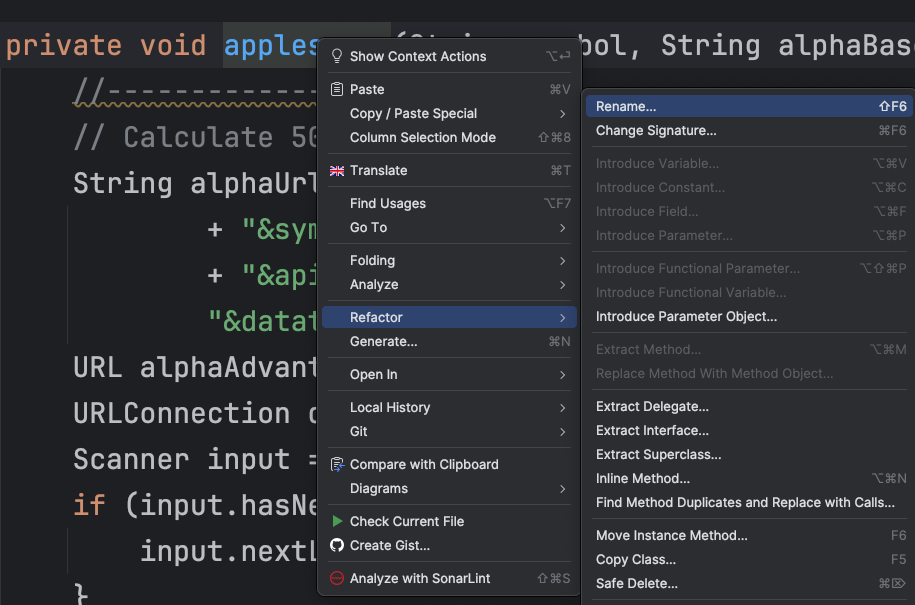 private void apples (String symbol, String alphaBase
//-------------
// Calculate 50
String alphaUrl
+ "&sym
+ "&api
"&datat
URL alphaAdvant
URLConnection
Scanner input =
if (input.hasNe
input.nextL
}
Show Context Actions ⌥↩
Paste ⌘V
Copy / Paste Special
Column Selection Mode ⇧⌘8
Translate ⌘T
Find Usages ⌥F7
Go To
Folding
Analyze
Refactor
Generate... ⌘N
Open In
Local History
Git
Compare with Clipboard
Diagrams
Check Current File
Create Gist...
Analyze with SonarLint ⇧⌘S
Rename... ⇧F6
Change Signature... ⌘F6
Introduce Variable... ⌥⌘V
Introduce Constant... ⌥⌘C
Introduce Field... ⌥⌘F
Introduce Parameter... ⌥⌘P
Introduce Functional Parameter... ⌥⇧⌘P
Introduce Functional Variable...
Introduce Parameter Object...
Extract Method... ⌥⌘M
Replace Method With Method Object...
Extract Delegate...
Extract Interface...
Extract Superclass...
Inline Method... ⌥⌘N
Find Method Duplicates and Replace with Calls...
Move Instance Method... F6
Copy Class... F5
Safe Delete... ⌘⌦